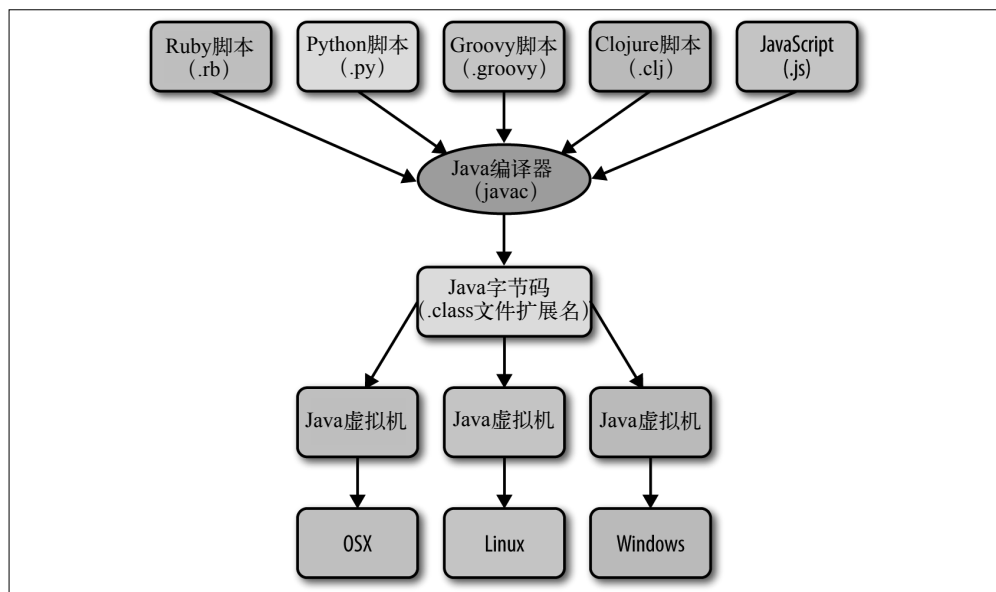 Ruby脚本
（.rb）
Python脚本
（.py）
Groovy脚本
（.groovy）
Clojure脚本
（.clj）
JavaScript
(.js)
Java编译器
（javac）
Java字节码
（.class文件扩展名）
Java虚拟机
Java虚拟机
Java虚拟机
OSX
Linux
Windows